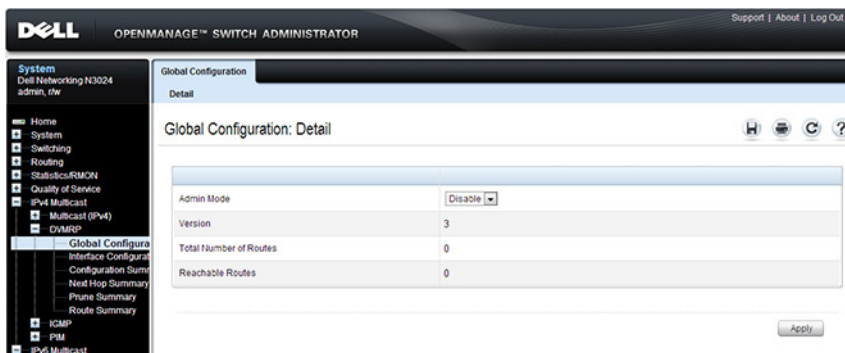 Support | About | Log Out
DELL OPENMANAGE™ SWITCH ADMINISTRATOR
System
Dell Networking N3024
admin, r/w
Home
System
Switching
Routing
Statistics/RMON
Quality of Service
IPv4 Multicast
Multicast (IPv4)
DVMRP
Global Configura
Interface Configurat
Configuration Summ
Next Hop Summary
Prune Summary
Route Summary
IGMP
PIM
IPv6 Multicast
Global Configuration
Detail
Global Configuration: Detail
Admin Mode Disable
Version 3
Total Number of Routes 0
Reachable Routes 0
Apply